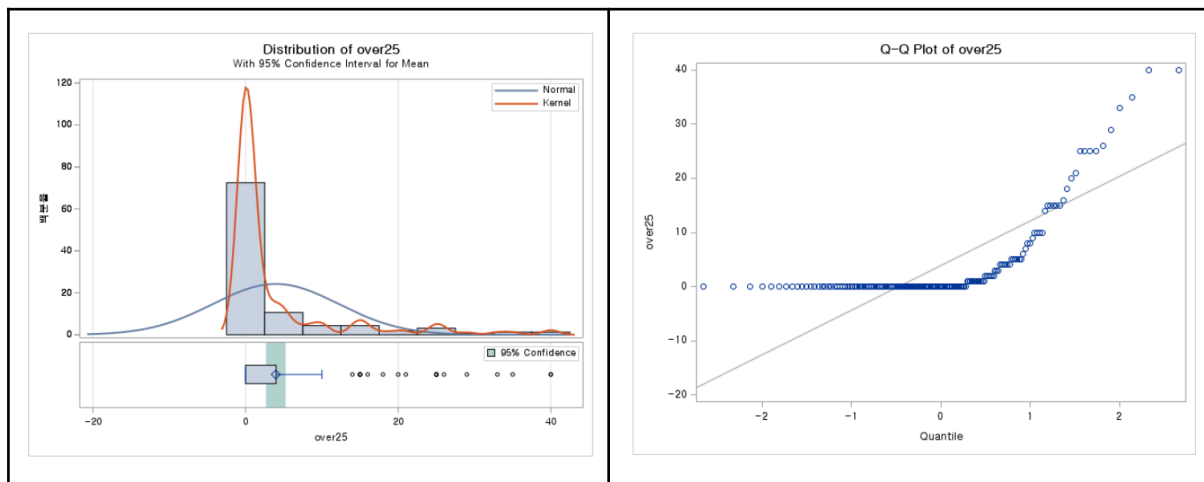 Distribution of over25
With 95% Confidence Interval for Mean
120
100
80
60
40
20
0
백분율
Normal
Kernel
95% Confidence
-20
0
20
40
over25
Q-Q Plot of over25
40
30
20
10
0
-10
-20
over25
-2
-1
0
1
2
Quantile